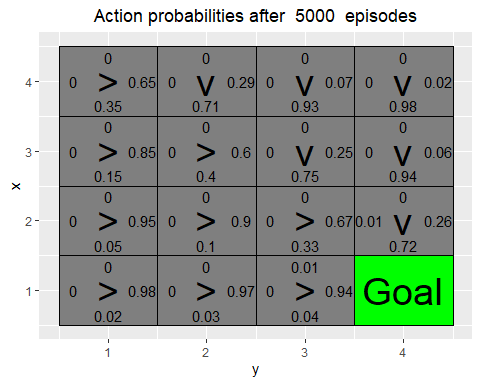 Action probabilities after 5000 episodes
0 0 0 0
4 0 > 0.65 0 v 0.29 0 v 0.07 0 v 0.02
0.35 0.71 0.93 0.98
0 0 0 0
3 0 > 0.85 0 > 0.6 0 v 0.25 0 v 0.06
0.15 0.4 0.75 0.94
x
0 0 0 0
2 0 > 0.95 0 > 0.9 0 > 0.67 0.01 v 0.26
0.05 0.1 0.33 0.72
0 0 0.01
1 0 > 0.98 0 > 0.97 0 > 0.94 Goal
0.02 0.03 0.04
1 2 3 4
y